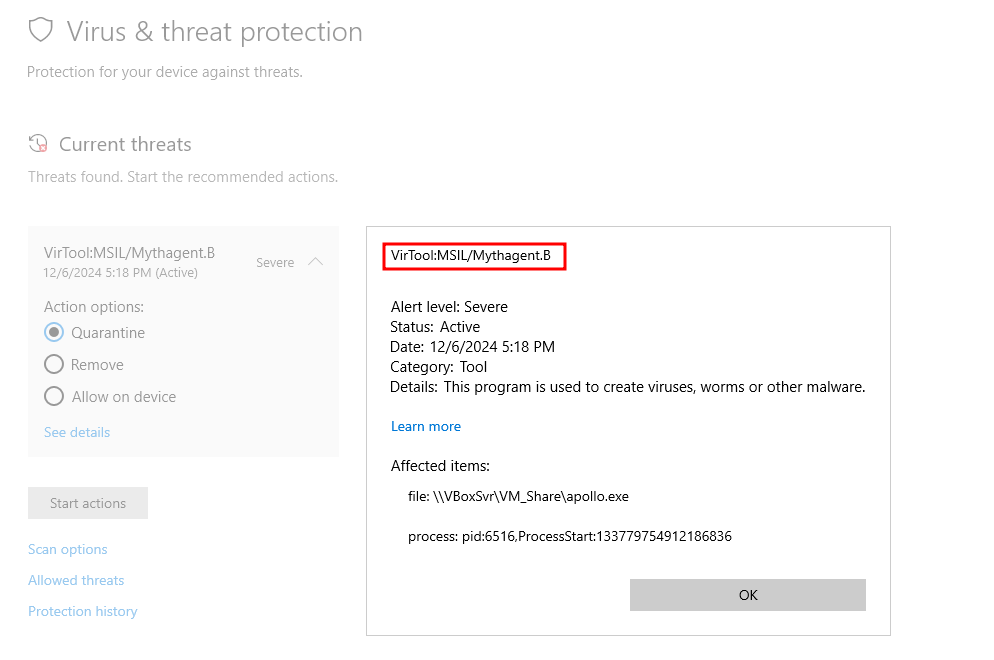 Virus & threat protection
Protection for your device against threats.
Current threats
Threats found. Start the recommended actions.
VirTool:MSIL/Mythagent.B
12/6/2024 5:18 PM (Active)
Severe
Action options:
Quarantine
Remove
Allow on device
See details
Start actions
Scan options
Allowed threats
Protection history
VirTool:MSIL/Mythagent.B
Alert level: Severe
Status: Active
Date: 12/6/2024 5:18 PM
Category: Tool
Details: This program is used to create viruses, worms or other malware.
Learn more
Affected items:
file: \\VBoxSvr\VM_Share\apollo.exe
process: pid:6516,ProcessStart:133779754912186836
OK